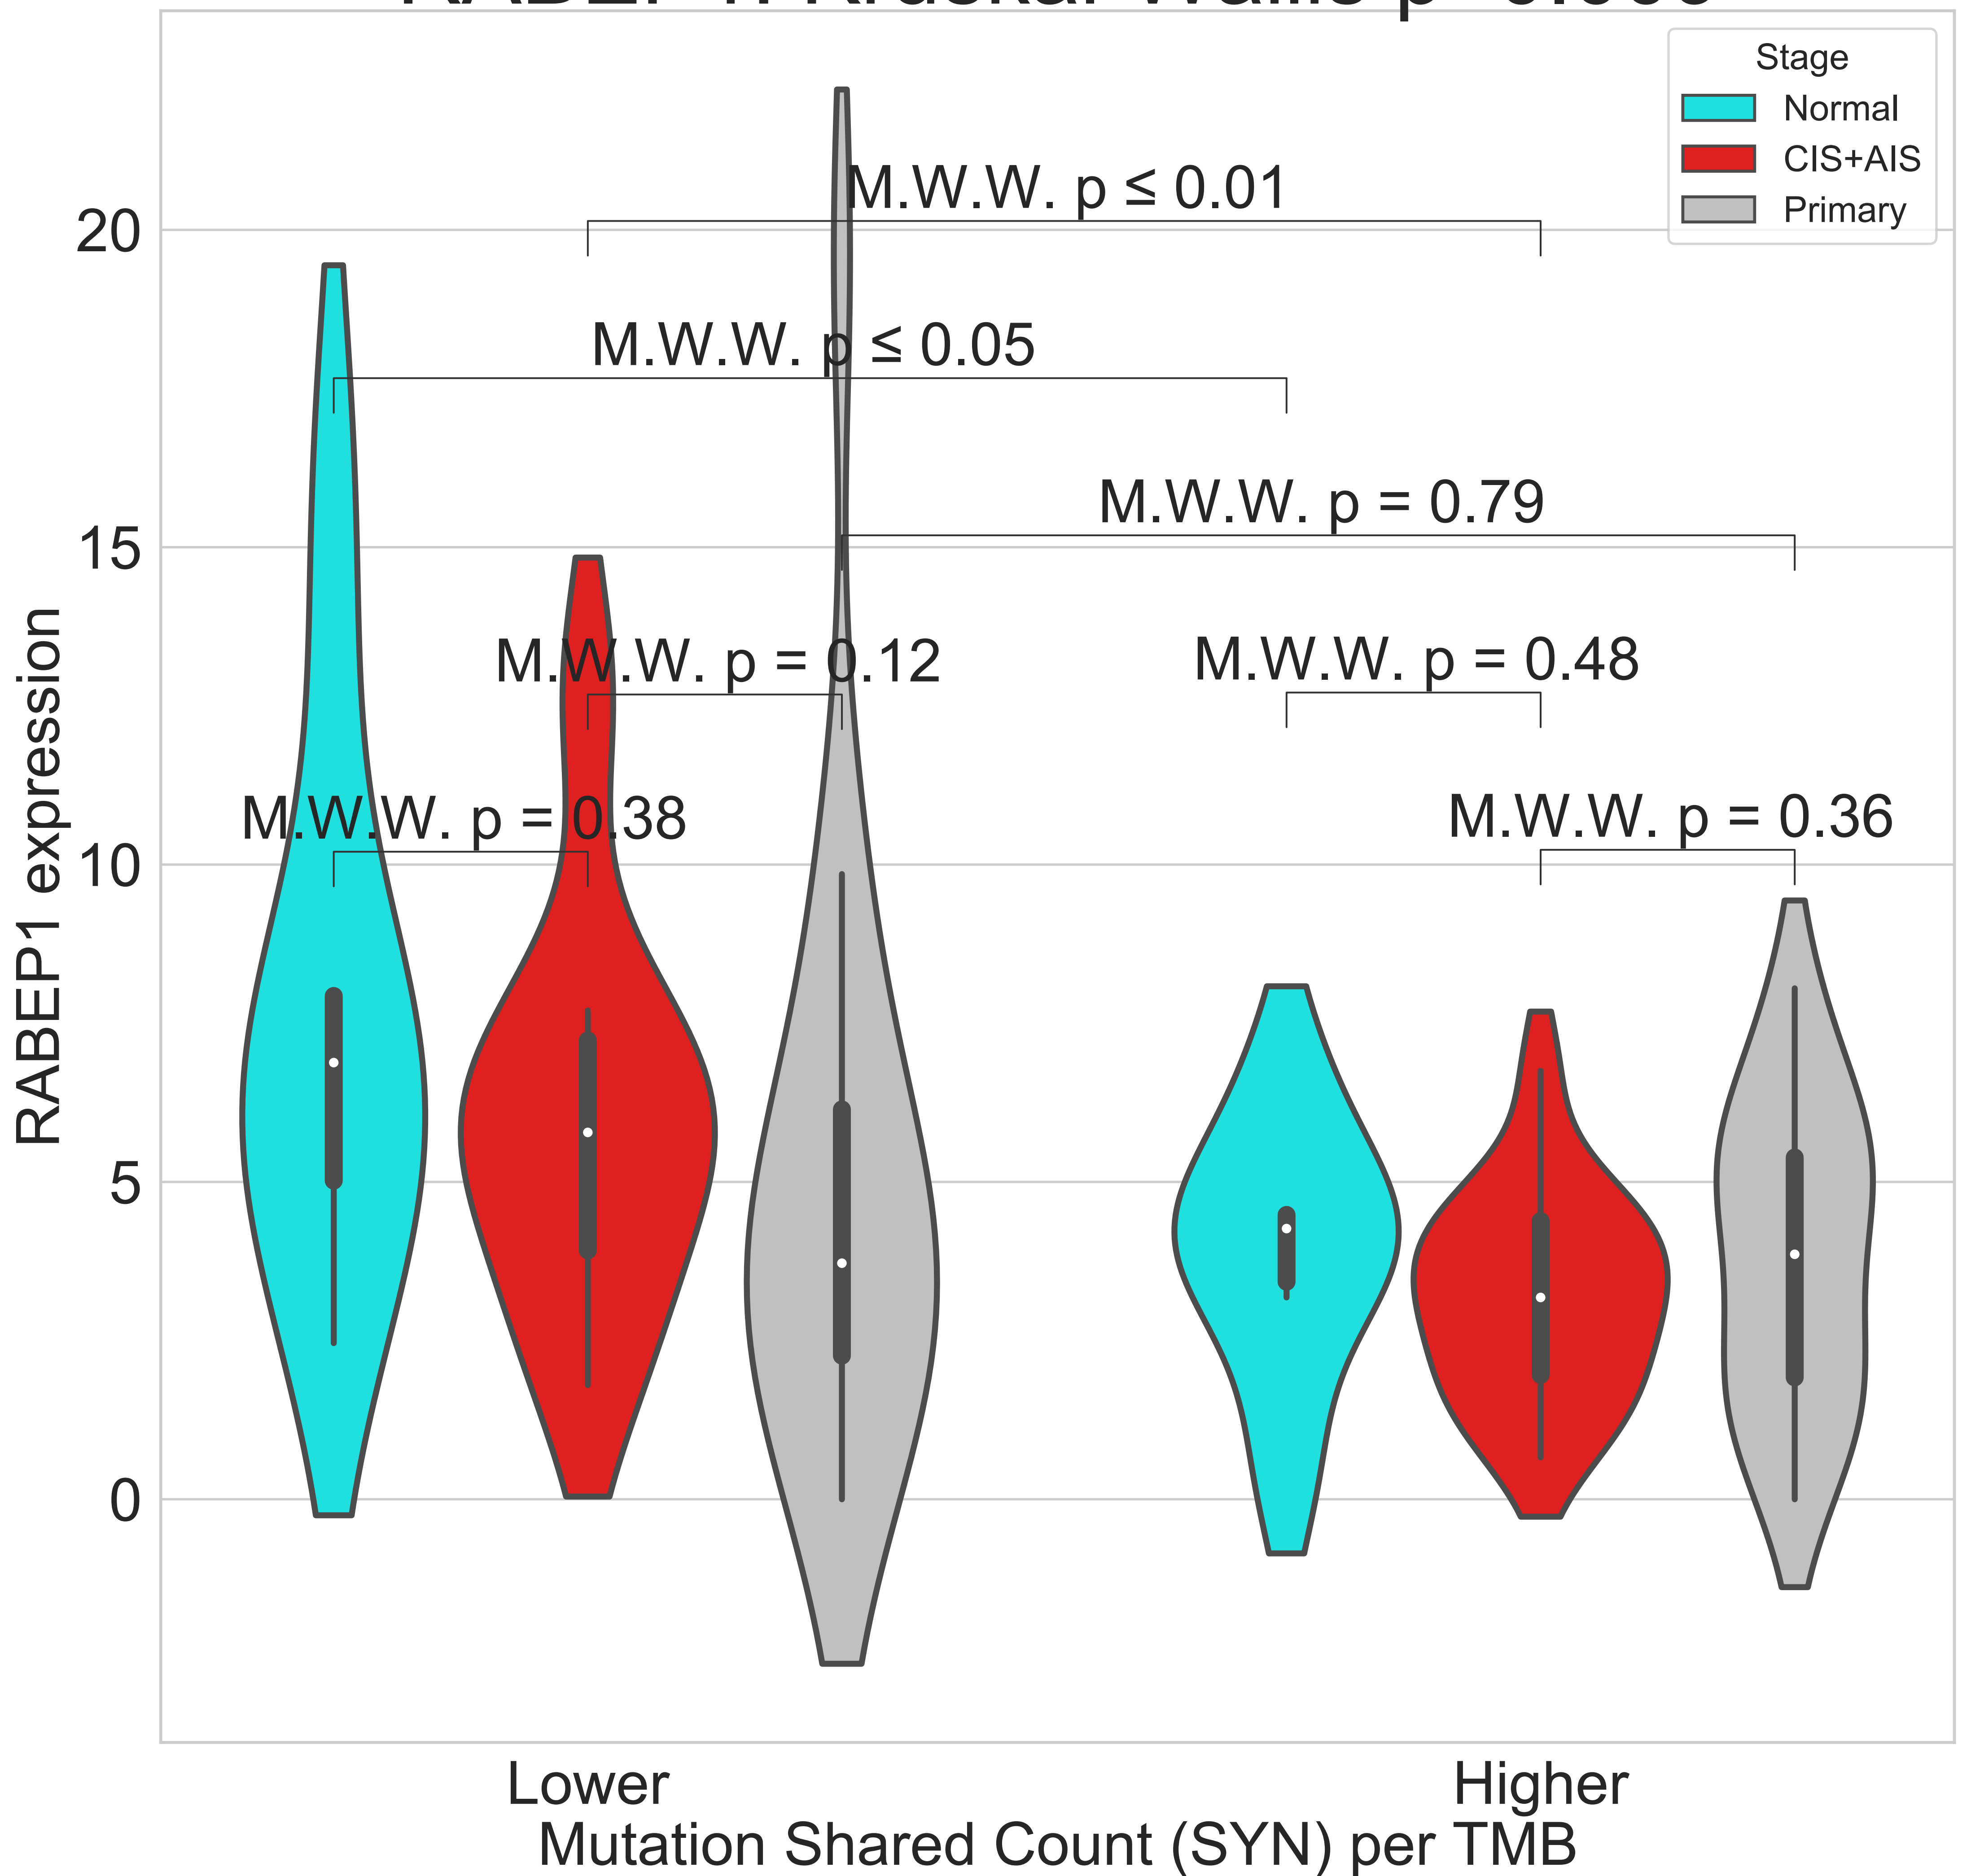 Stage
Normal
CIS+AIS
Primary
M.W.W. p ≤ 0.01
M.W.W. p ≤ 0.05
M.W.W. p = 0.79
M.W.W. p = 0.12
M.W.W. p = 0.48
M.W.W. p = 0.38
M.W.W. p = 0.36
20
15
10
5
0
RABEP1 expression
Lower
Higher
Mutation Shared Count (SYN) per TMB